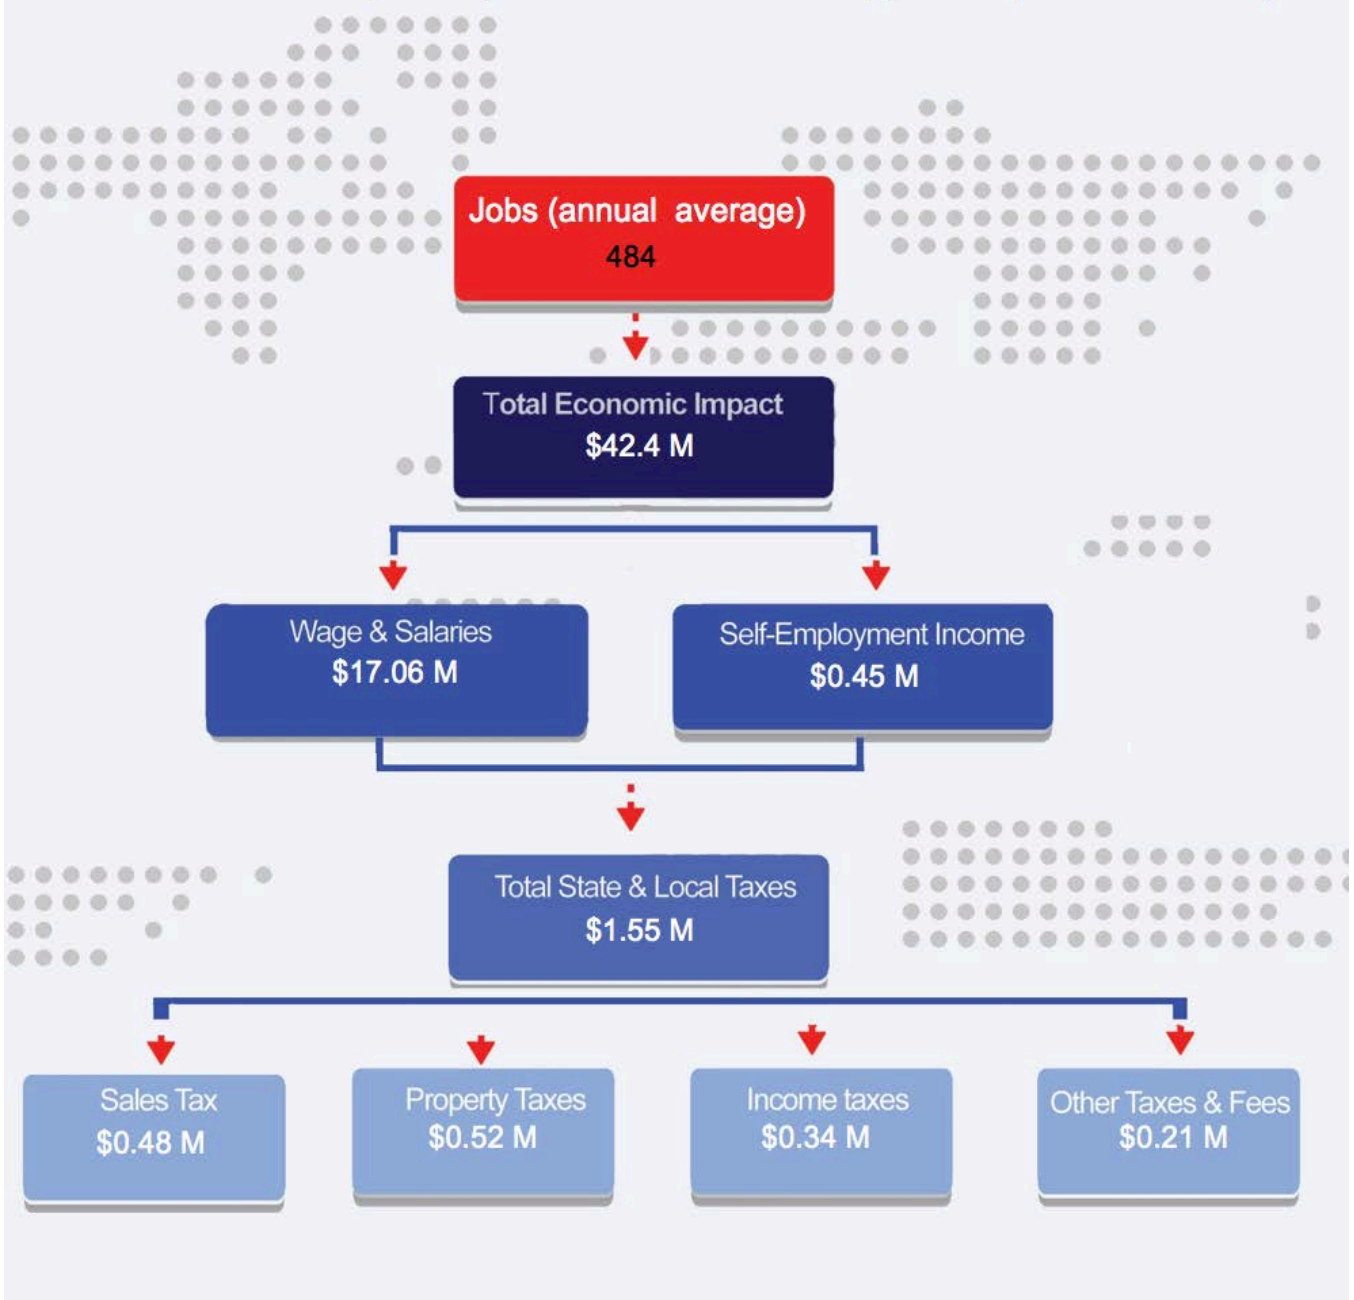 Jobs (annual average)
484
Total Economic Impact
$42.4 M
Wage & Salaries
$17.06 M
Self-Employment Income
$0.45 M
Total State & Local Taxes
$1.55 M
Sales Tax
$0.48 M
Property Taxes
$0.52 M
Income taxes
$0.34 M
Other Taxes & Fees
$0.21 M